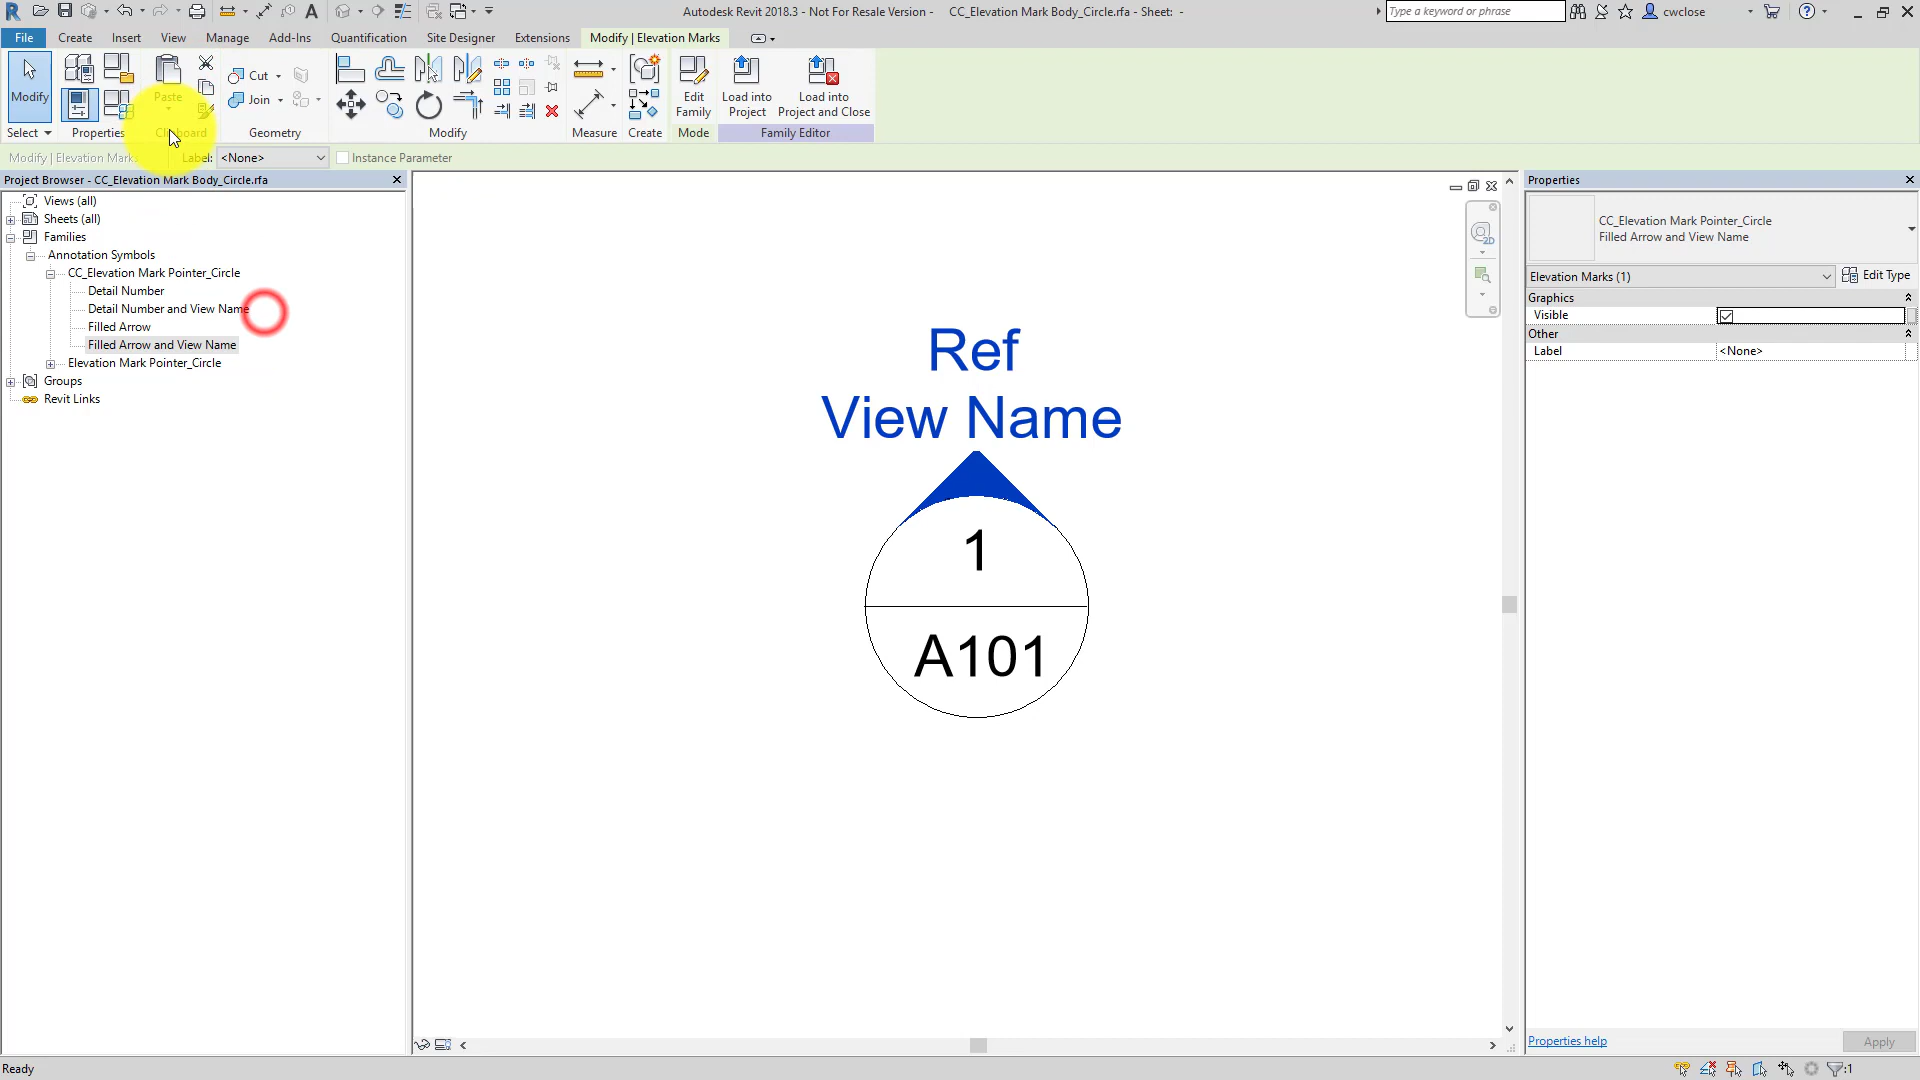 Autodesk Revit 2018.3 - Not For Resale Version - CC_Elevation Mark Body_Circle.rfa - Sheet: -
Type a keyword or phrase
cwclose
File Create Insert View Manage Add-Ins Quantification Site Designer Extensions Modify | Elevation Marks
Modify Paste Cut Join Edit Family Load into Project Load into Project and Close
Select Properties Clipboard Geometry Modify Measure Create Mode Family Editor
Modify | Elevation Marks Label: <None> Instance Parameter
Project Browser - CC_Elevation Mark Body_Circle.rfa
Views (all)
Sheets (all)
Families
Annotation Symbols
CC_Elevation Mark Pointer_Circle
Detail Number
Detail Number and View Name
Filled Arrow
Filled Arrow and View Name
Elevation Mark Pointer_Circle
Groups
Revit Links
2D
Ref
View Name
1
A101
Properties
CC_Elevation Mark Pointer_Circle
Filled Arrow and View Name
Elevation Marks (1) Edit Type
Graphics
Visible
Other
Label <None>
Properties help Apply
Ready
:1